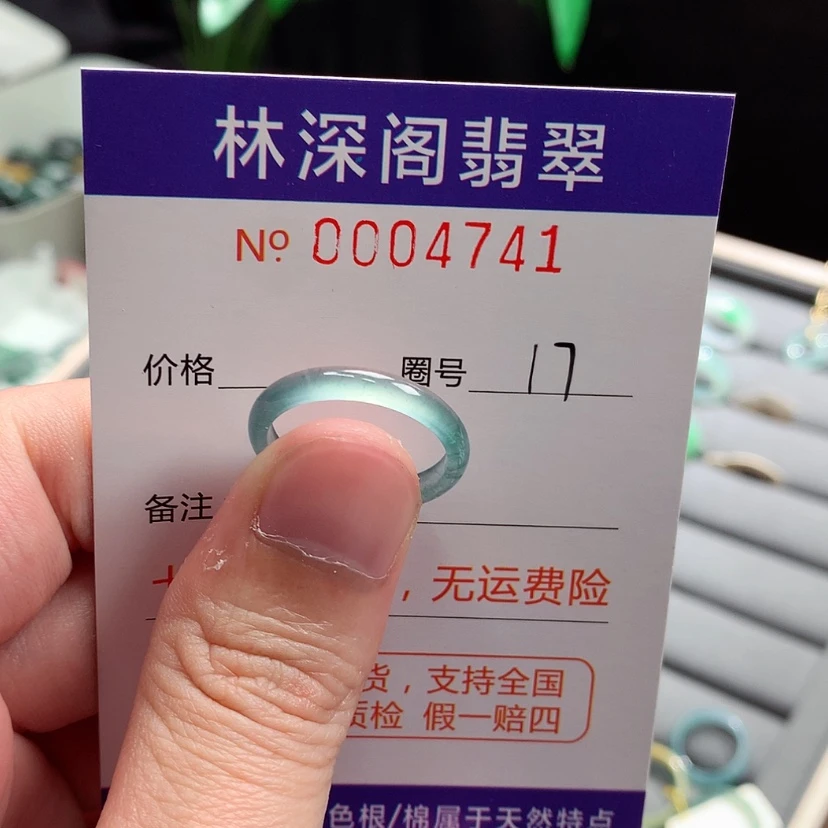 林深阁翡翠
Nº 0004741
价格 圈号 17
备注
，无运费险
货，支持全国
质检 假一赔四
色根/棉属于天然特点